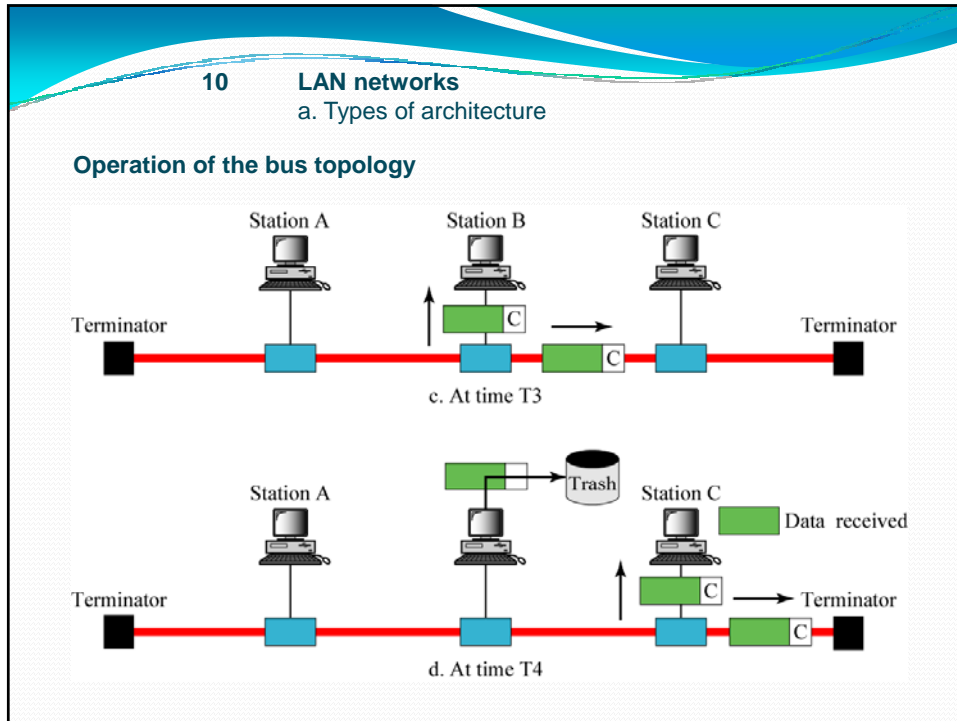 10 LAN networks
a. Types of architecture
Operation of the bus topology
Station A Station B Station C
C
Terminator Terminator
C
c. At time T3
Trash
Station A Station C
Data received
C
Terminator Terminator
C
d. At time T4